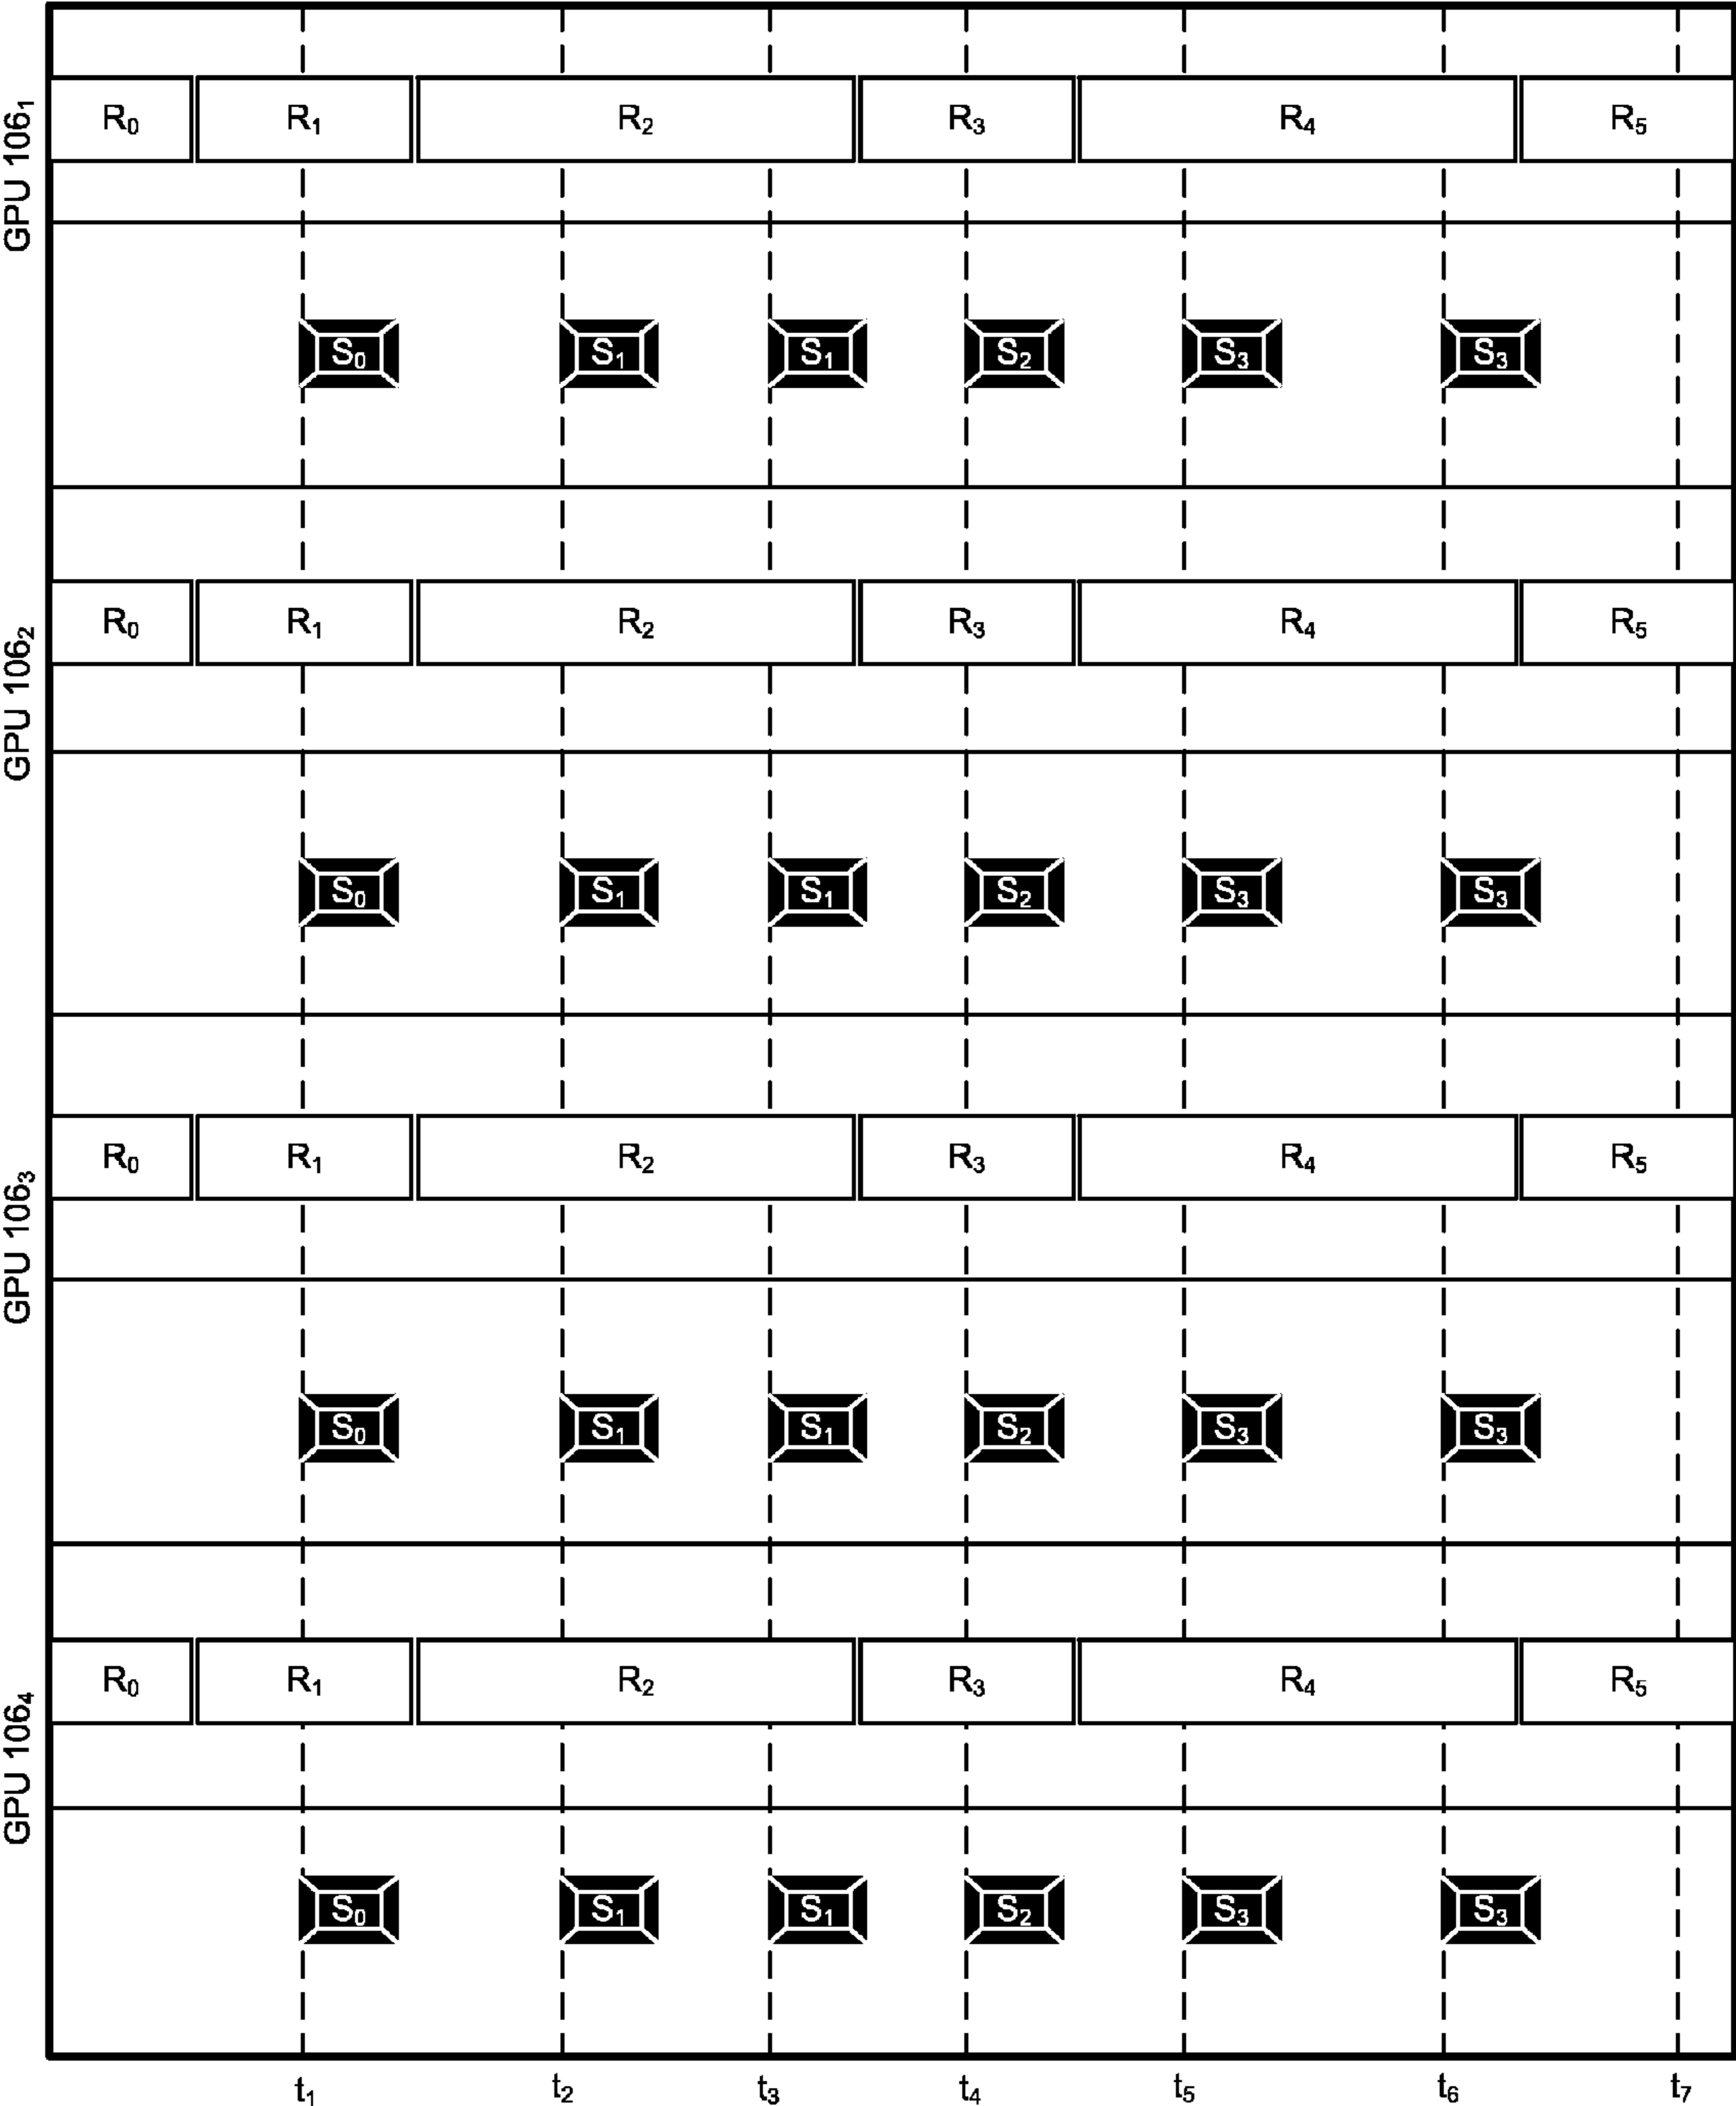 GPU 106₁
R₀ R₁ R₂ R₃ R₄ R₅
S₀ S₁ S₁ S₂ S₃ S₃
GPU 106₂
R₀ R₁ R₂ R₃ R₄ R₅
S₀ S₁ S₁ S₂ S₃ S₃
GPU 106₃
R₀ R₁ R₂ R₃ R₄ R₅
S₀ S₁ S₁ S₂ S₃ S₃
GPU 106₄
R₀ R₁ R₂ R₃ R₄ R₅
S₀ S₁ S₁ S₂ S₃ S₃
t₁ t₂ t₃ t₄ t₅ t₆ t₇